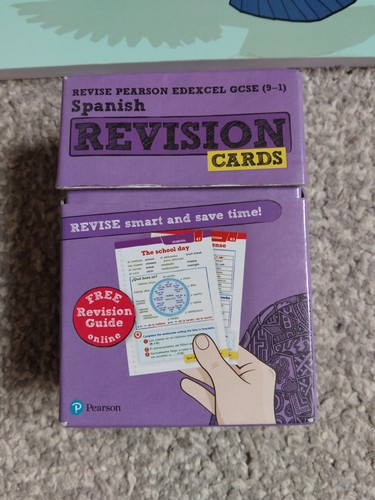 REVISE PEARSON EDEXCEL GCSE (9-1)
Spanish
REVISION
CARDS
REVISE smart and save time!
The school day
FREE
Revision
Guide
online
Pearson